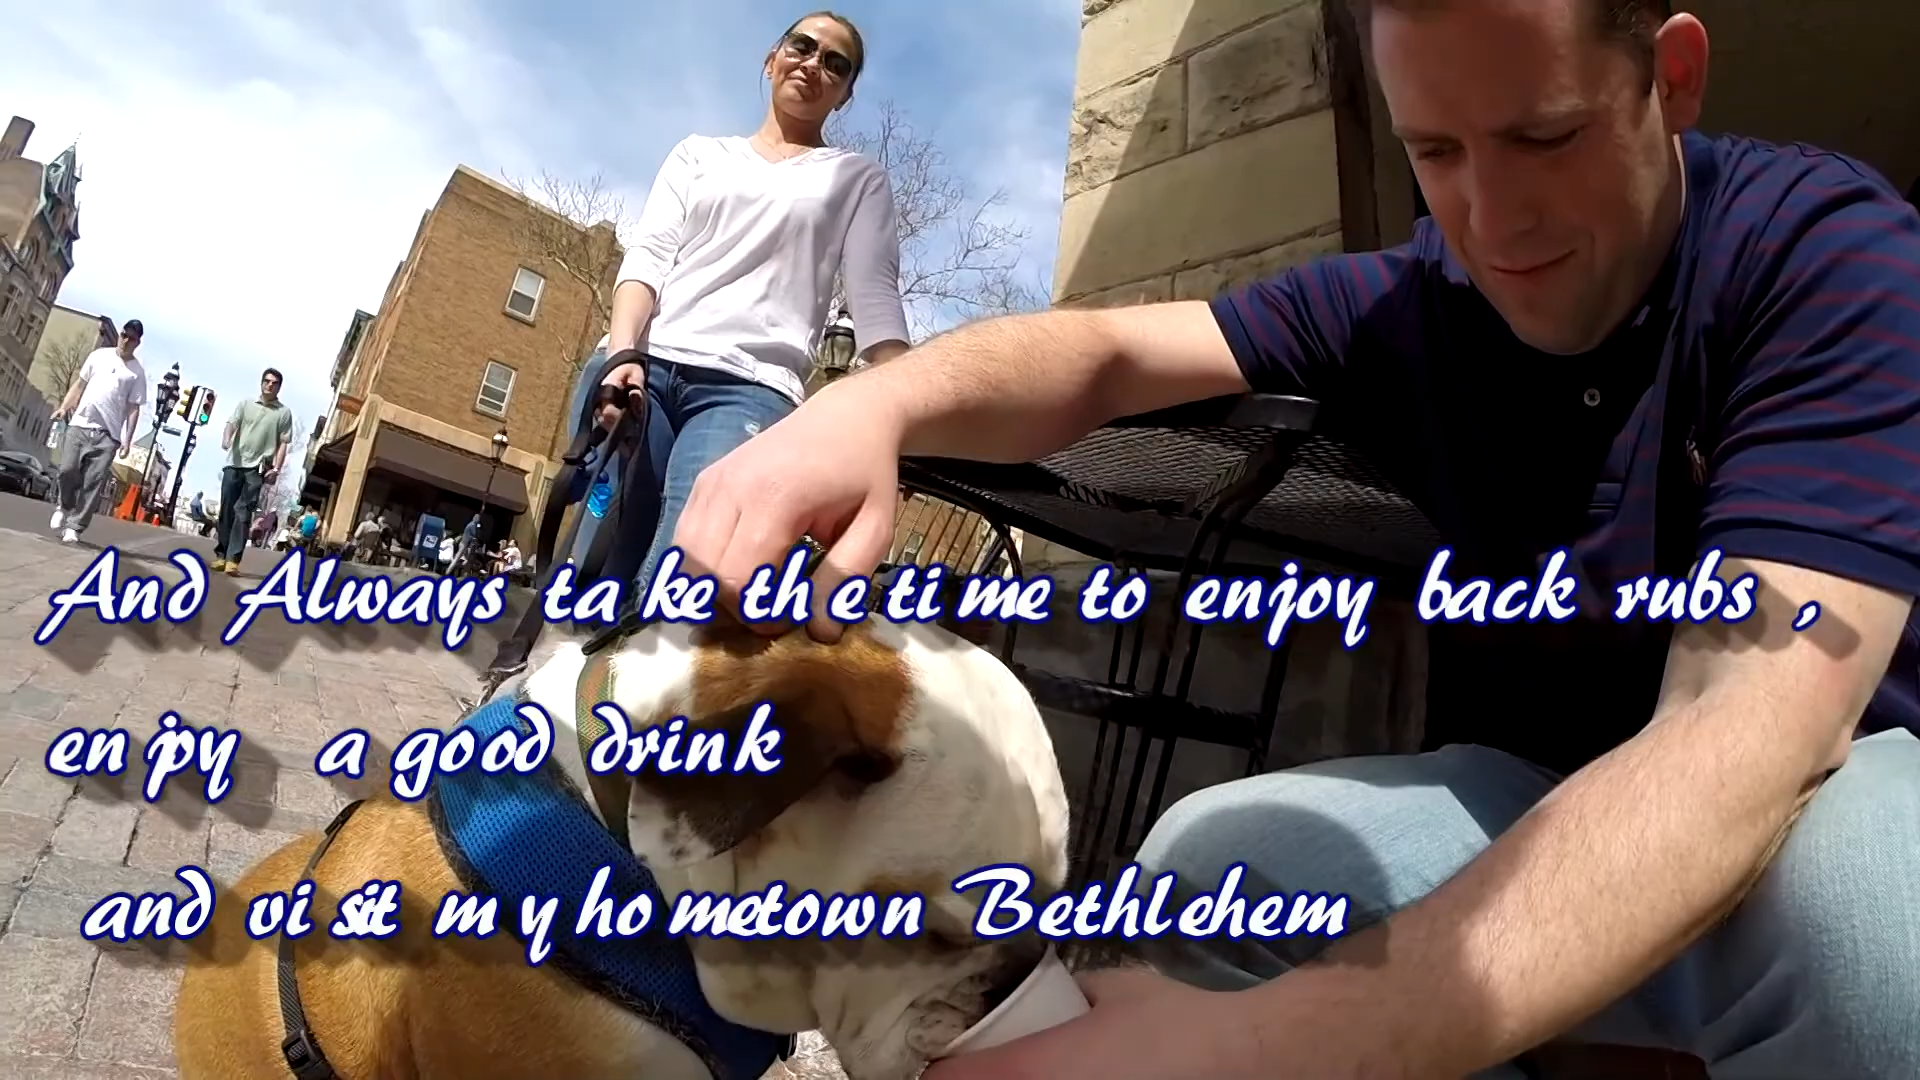 And Always take the time to enjoy back rubs ,
enjoy a good drink
and visit my hometown Bethlehem